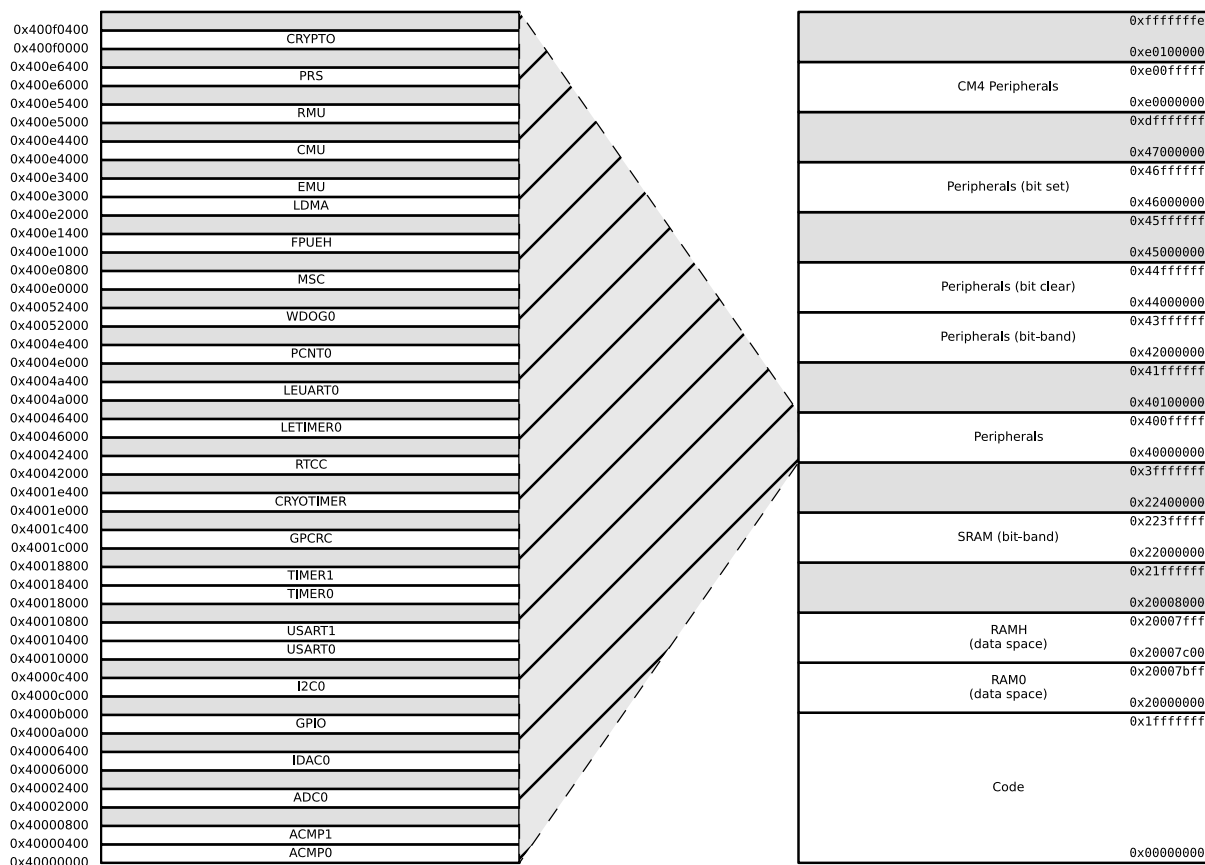 0x400f0400
CRYPTO
0x400f0000
0x400e6400
PRS
0x400e6000
0x400e5400
RMU
0x400e5000
0x400e4400
CMU
0x400e4000
0x400e3400
EMU
0x400e3000
LDMA
0x400e2000
0x400e1400
FPUEH
0x400e1000
0x400e0800
MSC
0x400e0000
0x40052400
WDOG0
0x40052000
0x4004e400
PCNT0
0x4004e000
0x4004a400
LEUART0
0x4004a000
0x40046400
LETIMER0
0x40046000
0x40042400
RTCC
0x40042000
0x4001e400
CRYOTIMER
0x4001e000
0x4001c400
GPCRC
0x4001c000
0x40018800
TIMER1
0x40018400
TIMER0
0x40018000
0x40010800
USART1
0x40010400
USART0
0x40010000
0x4000c400
I2C0
0x4000c000
0x4000b000
GPIO
0x4000a000
0x40006400
IDAC0
0x40006000
0x40002400
ADC0
0x40002000
0x40000800
ACMP1
0x40000400
ACMP0
0x40000000
0xfffffffe
0xe0100000
0xe00fffff
CM4 Peripherals
0xe0000000
0xdfffffff
0x47000000
0x46ffffff
Peripherals (bit set)
0x46000000
0x45ffffff
0x45000000
0x44ffffff
Peripherals (bit clear)
0x44000000
0x43ffffff
Peripherals (bit-band)
0x42000000
0x41ffffff
0x40100000
0x400fffff
Peripherals
0x40000000
0x3fffffff
0x22400000
0x223fffff
SRAM (bit-band)
0x22000000
0x21ffffff
0x20008000
0x20007fff
RAMH
(data space)
0x20007c00
0x20007bff
RAM0
(data space)
0x20000000
0x1fffffff
Code
0x00000000